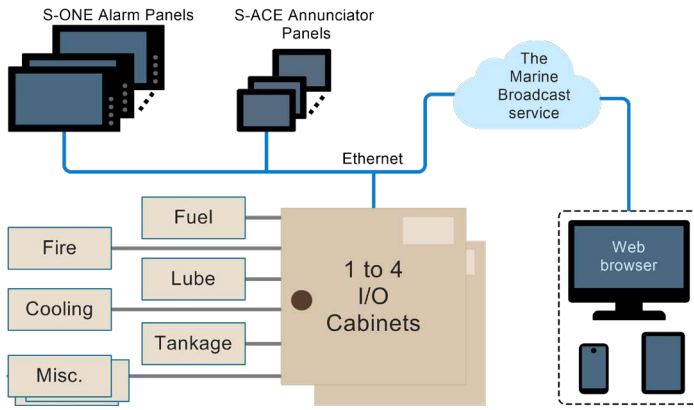 S-ONE Alarm Panels
S-ACE Annunciator
Panels
The
Marine
Broadcast
service
Ethernet
Fuel
Fire
Lube
Cooling
Tankage
Misc.
1 to 4
I/O
Cabinets
Web
browser